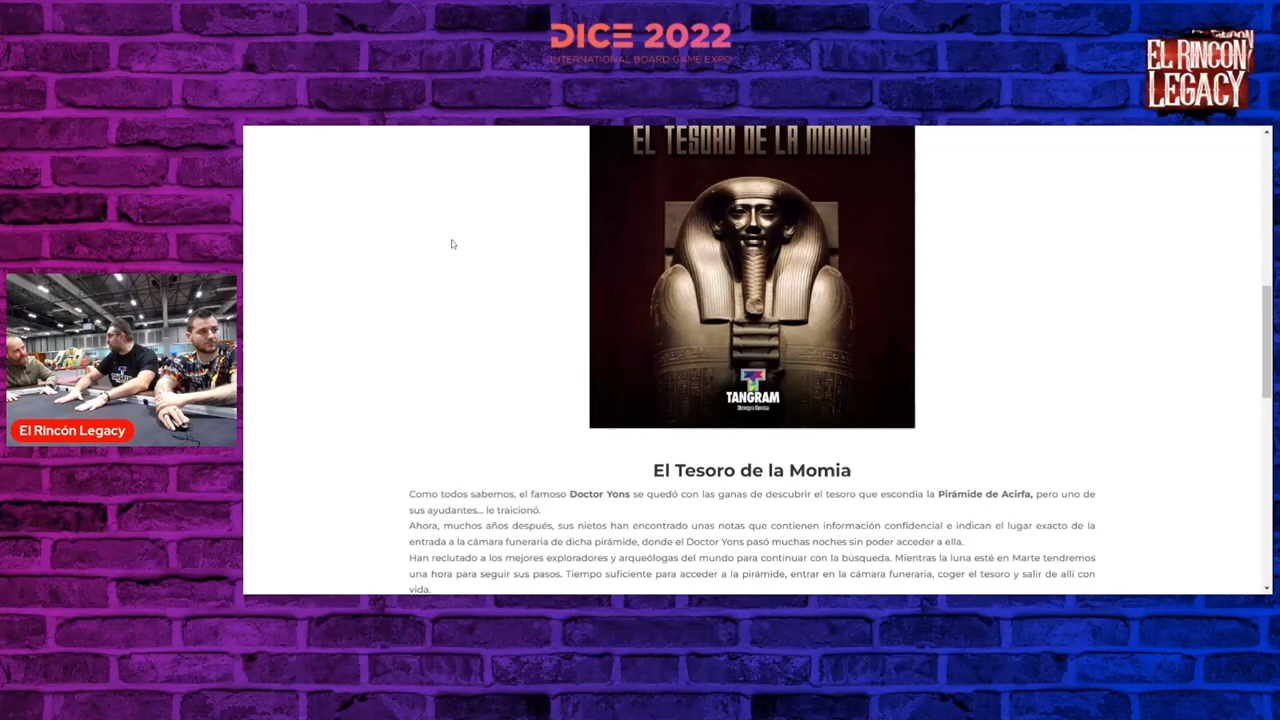 DICE 2022
INTERNATIONAL BOARD GAME EXPO
EL RINCÓN
LEGACY
EL TESORO DE LA MOMIA
TANGRAM
Escape Room
El Rincón Legacy
El Tesoro de la Momia
Como todos sabemos, el famoso Doctor Yons se quedó con las ganas de descubrir el tesoro que escondía la Pirámide de Acirfa, pero uno de
sus ayudantes... le traicionó.
Ahora, muchos años después, sus nietos han encontrado unas notas que contienen información confidencial e indican el lugar exacto de la
entrada a la cámara funeraria de dicha pirámide, donde el Doctor Yons pasó muchas noches sin poder acceder a ella.
Han reclutado a los mejores exploradores y arqueólogas del mundo para continuar con la búsqueda. Mientras la luna esté en Marte tendremos
una hora para seguir sus pasos. Tiempo suficiente para acceder a la pirámide, entrar en la cámara funeraria, coger el tesoro y salir de allí con
vida.